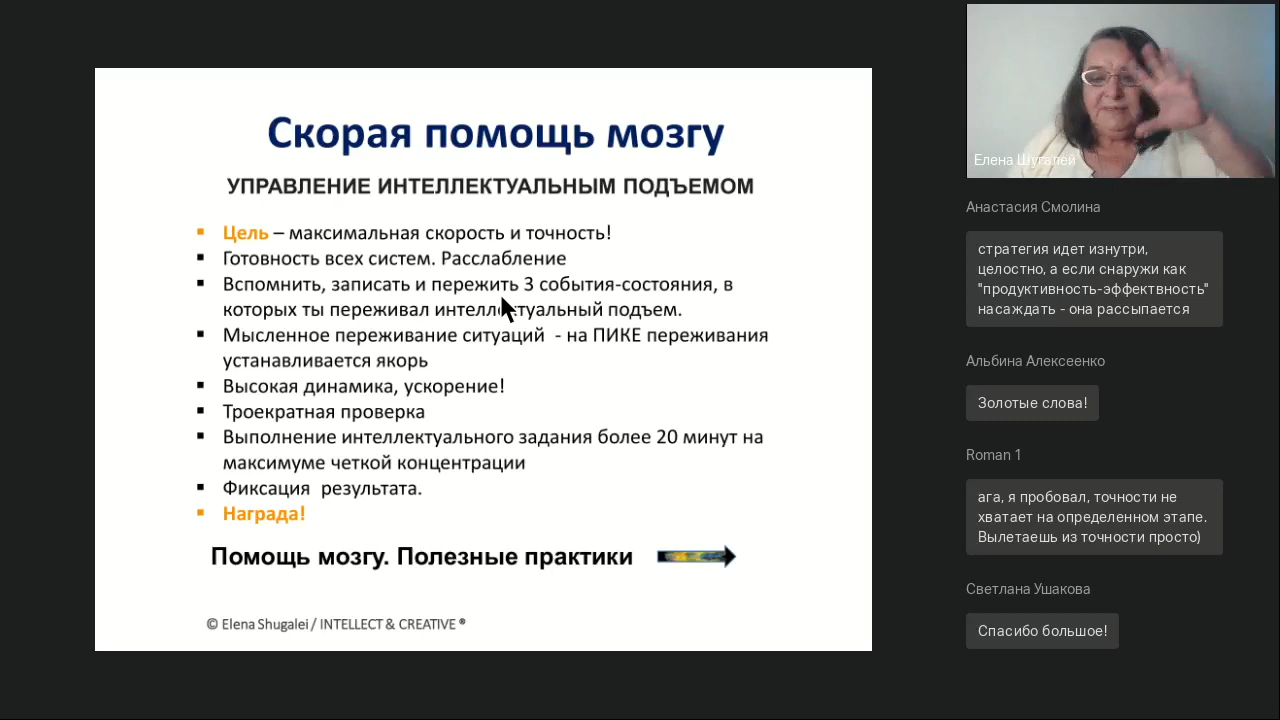 Скорая помощь мозгу
УПРАВЛЕНИЕ ИНТЕЛЛЕКТУАЛЬНЫМ ПОДЪЕМОМ
▪ Цель – максимальная скорость и точность!
▪ Готовность всех систем. Расслабление
▪ Вспомнить, записать и пережить 3 события-состояния, в
которых ты переживал интеллектуальный подъем.
▪ Мысленное переживание ситуаций - на ПИКЕ переживания
устанавливается якорь
▪ Высокая динамика, ускорение!
▪ Троекратная проверка
▪ Выполнение интеллектуального задания более 20 минут на
максимуме четкой концентрации
▪ Фиксация результата.
▪ Награда!
Помощь мозгу. Полезные практики
© Elena Shugalei / INTELLECT & CREATIVE ®
Елена Шугалей
Анастасия Смолина
стратегия идет изнутри,
целостно, а если снаружи как
"продуктивность-эффектвность"
насаждать - она рассыпается
Альбина Алексеенко
Золотые слова!
Roman 1
ага, я пробовал, точности не
хватает на определенном этапе.
Вылетаешь из точности просто)
Светлана Ушакова
Спасибо большое!